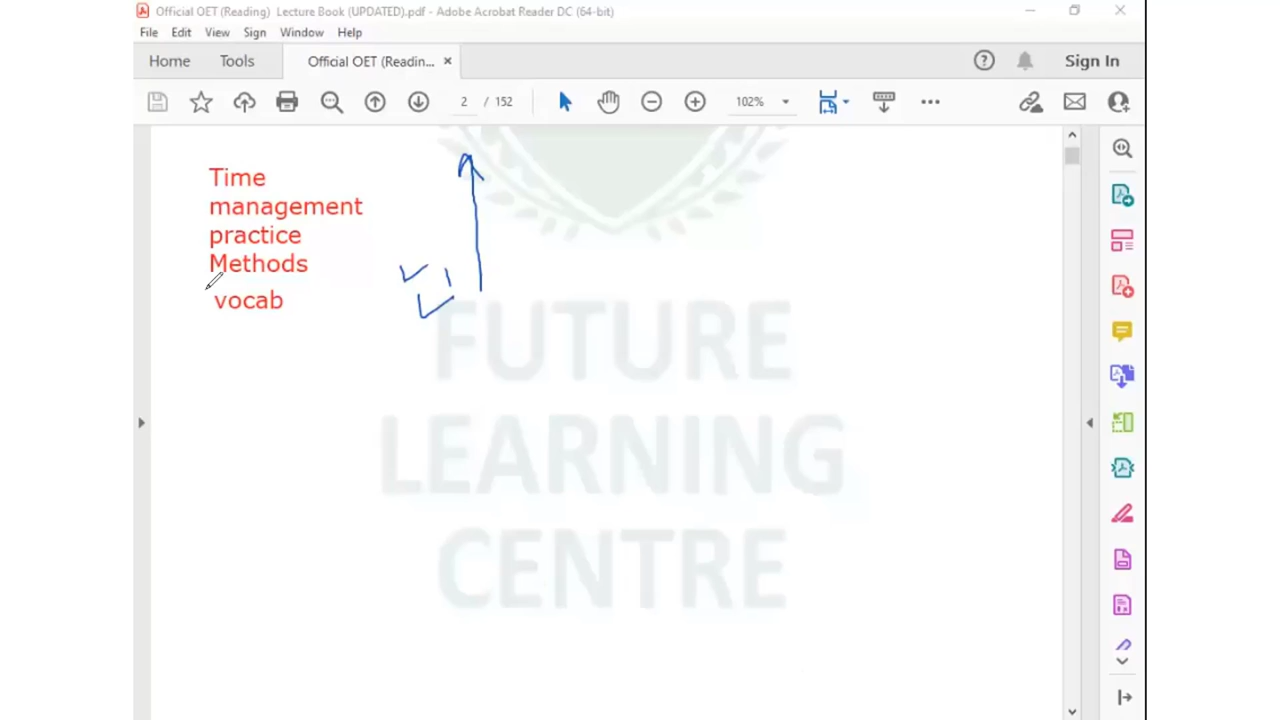 Official OET (Reading) Lecture Book (UPDATED).pdf - Adobe Acrobat Reader DC (64-bit)
File Edit View Sign Window Help
Home Tools Official OET (Readin... ×
Sign In
2 / 152
102%
Time
management
practice
Methods
vocab
FUTURE
LEARNING
CENTRE